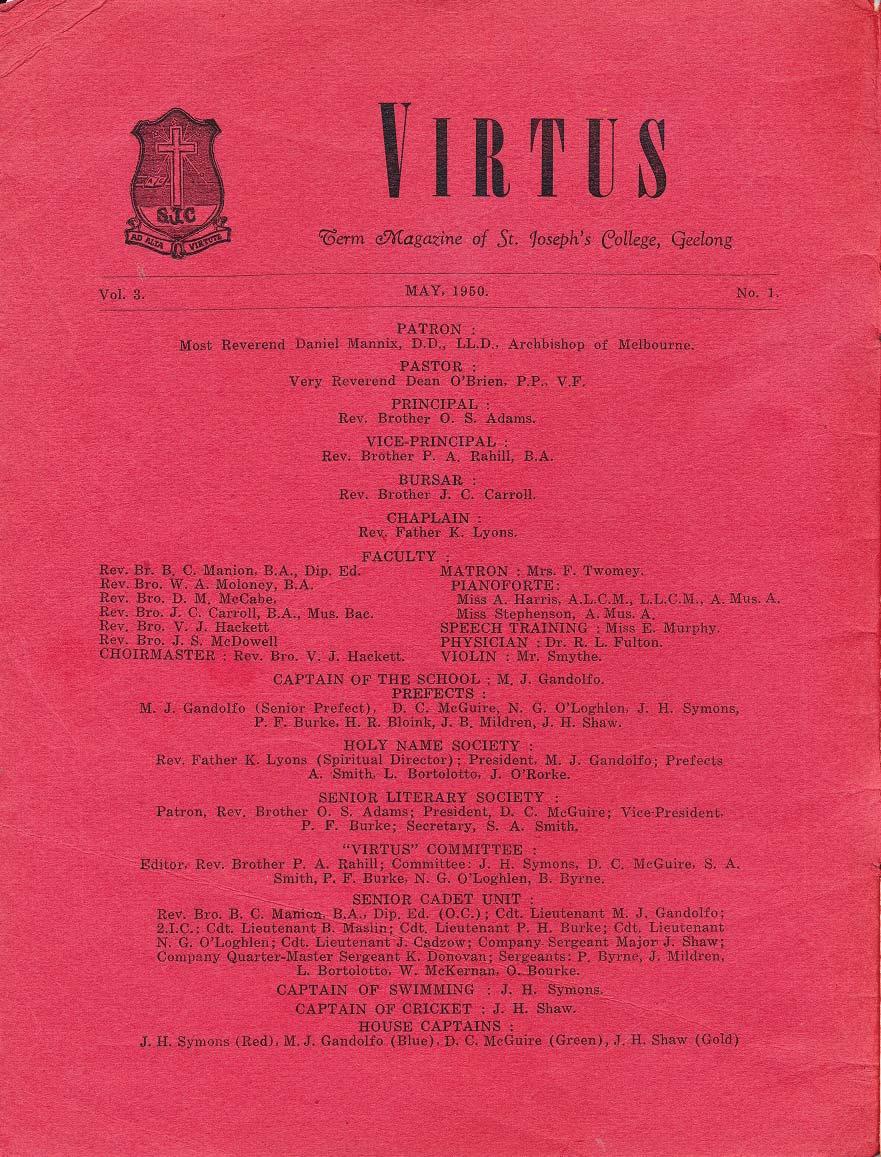 SJC
AD ALTA VIRTUTE
VIRTUS
Term Magazine of St. Joseph's College, Geelong
Vol. 3. MAY, 1950. No. 1.
PATRON :
Most Reverend Daniel Mannix, D.D., LL.D., Archbishop of Melbourne.
PASTOR :
Very Reverend Dean O'Brien, P.P., V.F.
PRINCIPAL :
Rev. Brother O. S. Adams.
VICE-PRINCIPAL :
Rev. Brother P. A. Rahill, B.A.
BURSAR :
Rev. Brother J. C. Carroll.
CHAPLAIN :
Rev. Father K. Lyons.
FACULTY :
Rev. Br. B. C. Manion, B.A., Dip. Ed.
Rev. Bro. W. A. Moloney, B.A.
Rev. Bro. D. M. McCabe,
Rev. Bro. J. C. Carroll, B.A., Mus. Bac.
Rev. Bro. V. J. Hackett
Rev. Bro. J. S. McDowell
CHOIRMASTER : Rev. Bro. V. J. Hackett.
MATRON : Mrs. F. Twomey.
PIANOFORTE:
Miss A. Harris, A.L.C.M., L.L.C.M., A. Mus. A.
Miss Stephenson, A. Mus. A.
SPEECH TRAINING : Miss E. Murphy.
PHYSICIAN : Dr. R. L. Fulton.
VIOLIN : Mr. Smythe.
CAPTAIN OF THE SCHOOL : M. J. Gandolfo.
PREFECTS :
M. J. Gandolfo (Senior Prefect), D. C. McGuire, N. G. O'Loghlen, J. H. Symons,
P. F. Burke, H. R. Bloink, J. B. Mildren, J. H. Shaw.
HOLY NAME SOCIETY :
Rev. Father K. Lyons (Spiritual Director); President, M. J. Gandolfo; Prefects
A. Smith, L. Bortolotto, J. O'Rorke.
SENIOR LITERARY SOCIETY :
Patron, Rev. Brother O. S. Adams; President, D. C. McGuire; Vice-President,
P. F. Burke; Secretary, S. A. Smith.
"VIRTUS" COMMITTEE :
Editor, Rev. Brother P. A. Rahill; Committee: J. H. Symons, D. C. McGuire, S. A.
Smith, P. F. Burke, N. G. O'Loghlen, B. Byrne.
SENIOR CADET UNIT :
Rev. Bro. B. C. Manion, B.A., Dip. Ed. (O.C.); Cdt. Lieutenant M. J. Gandolfo;
2.I.C.; Cdt. Lieutenant B. Maslin; Cdt. Lieutenant P. H. Burke; Cdt. Lieutenant
N. G. O'Loghlen; Cdt. Lieutenant J. Cadzow; Company Sergeant Major J. Shaw;
Company Quarter-Master Sergeant K. Donovan; Sergeants: P. Byrne, J. Mildren,
L. Bortolotto, W. McKernan, O. Bourke.
CAPTAIN OF SWIMMING : J. H. Symons.
CAPTAIN OF CRICKET : J. H. Shaw.
HOUSE CAPTAINS :
J. H. Symons (Red), M. J. Gandolfo (Blue), D. C. McGuire (Green), J. H. Shaw (Gold)